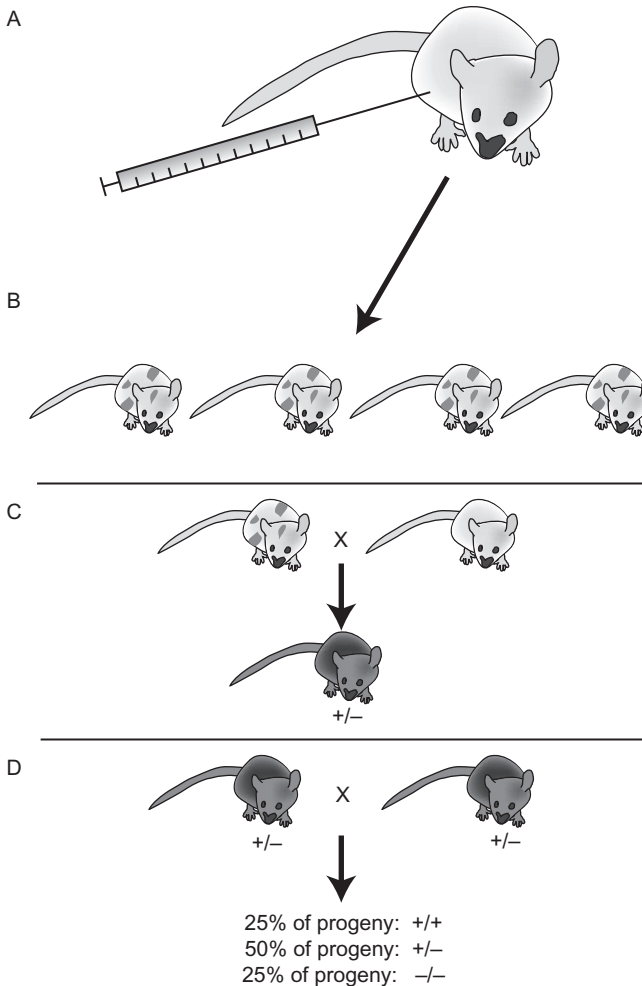 A
B
C
X
+/–
D
X
+/– +/–
25% of progeny: +/+
50% of progeny: +/–
25% of progeny: –/–